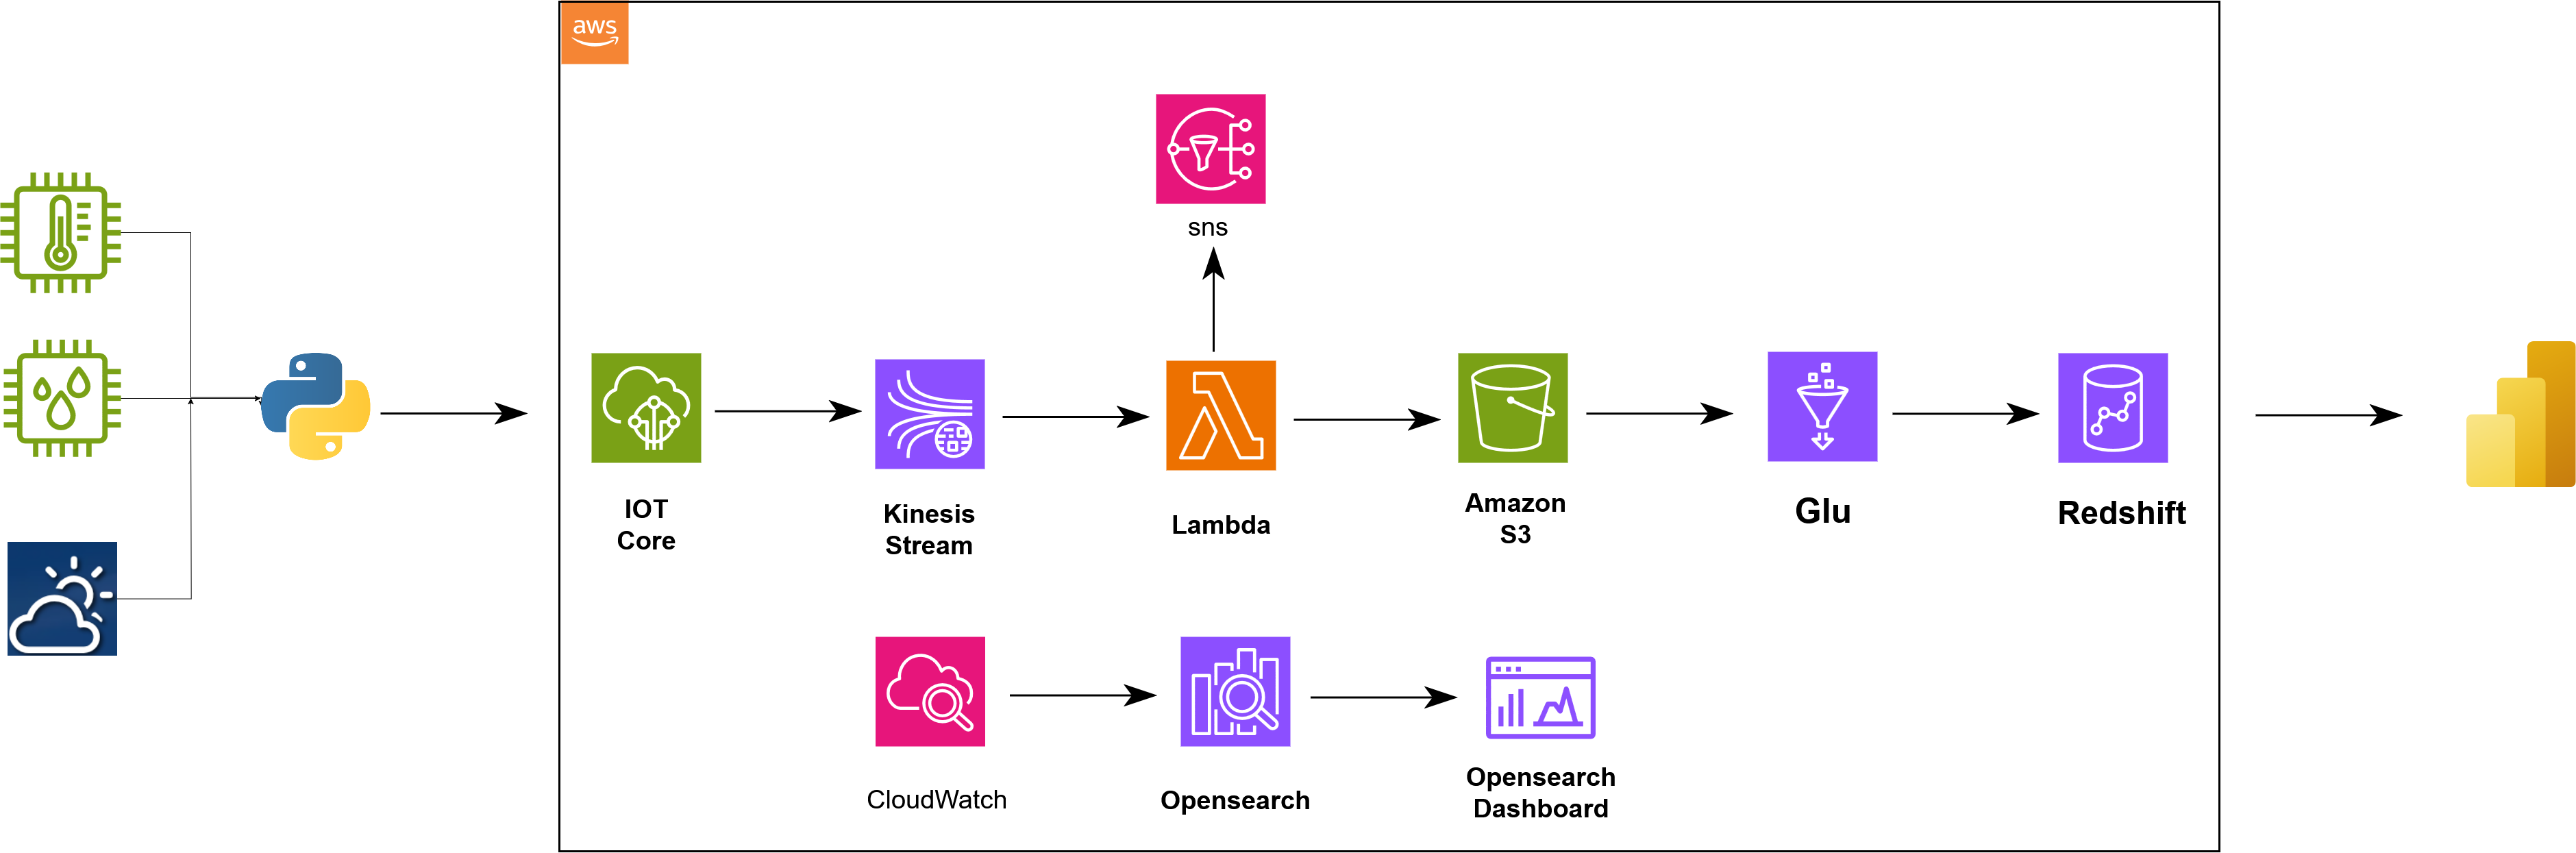 aws
sns
IOT
Core
Kinesis
Stream
Lambda
Amazon
S3
Glu
Redshift
CloudWatch
Opensearch
Opensearch
Dashboard